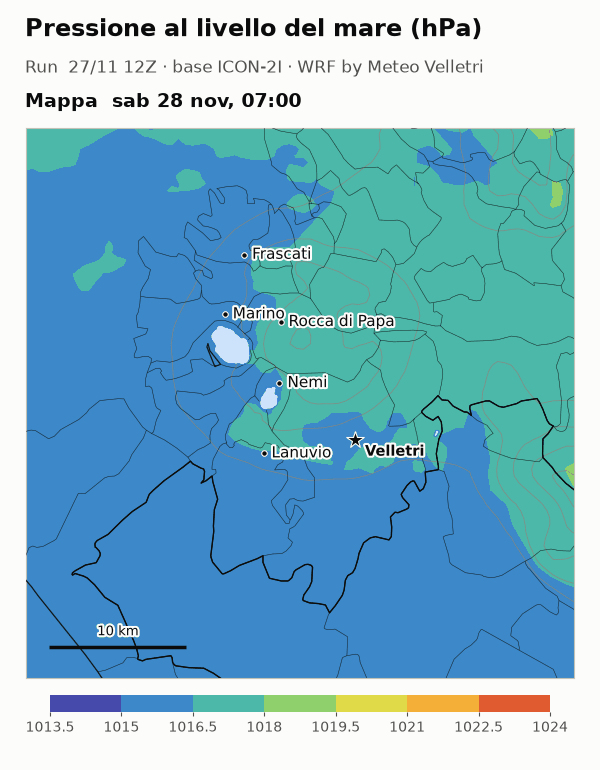 Pressione al livello del mare (hPa)
Run  27/11 12Z · base ICON-2I · WRF by Meteo Velletri
Mappa  sab 28 nov, 07:00
Frascati
Marino
Rocca di Papa
Nemi
Velletri
Lanuvio
10 km
1013.5 1015 1016.5 1018 1019.5 1021 1022.5 1024